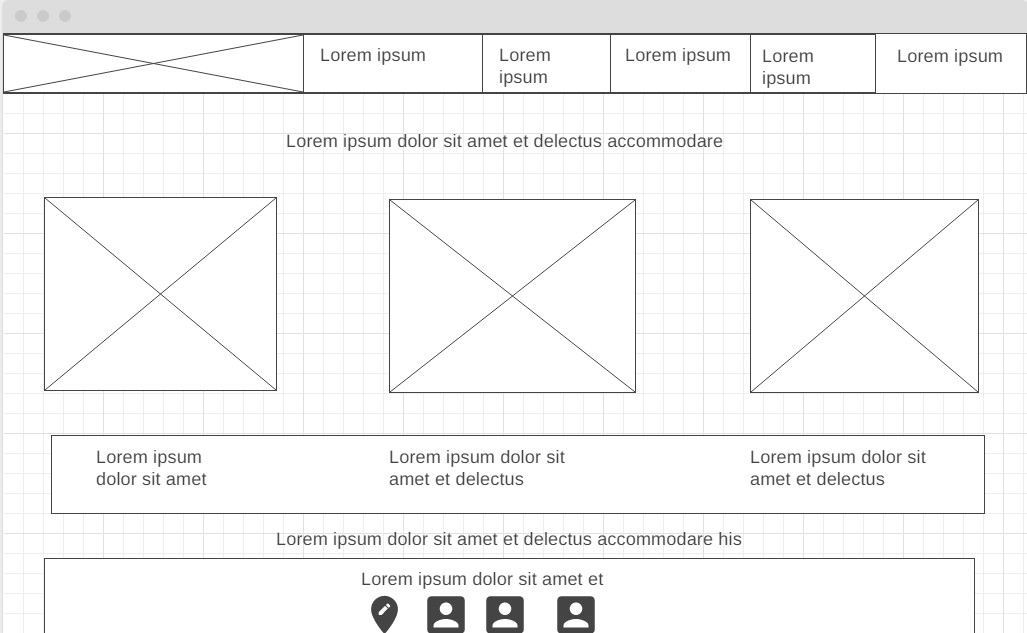 Lorem ipsum
Lorem
ipsum
Lorem ipsum
Lorem
ipsum
Lorem ipsum
Lorem ipsum dolor sit amet et delectus accommodare
Lorem ipsum
dolor sit amet
Lorem ipsum dolor sit
amet et delectus
Lorem ipsum dolor sit
amet et delectus
Lorem ipsum dolor sit amet et delectus accommodare his
Lorem ipsum dolor sit amet et